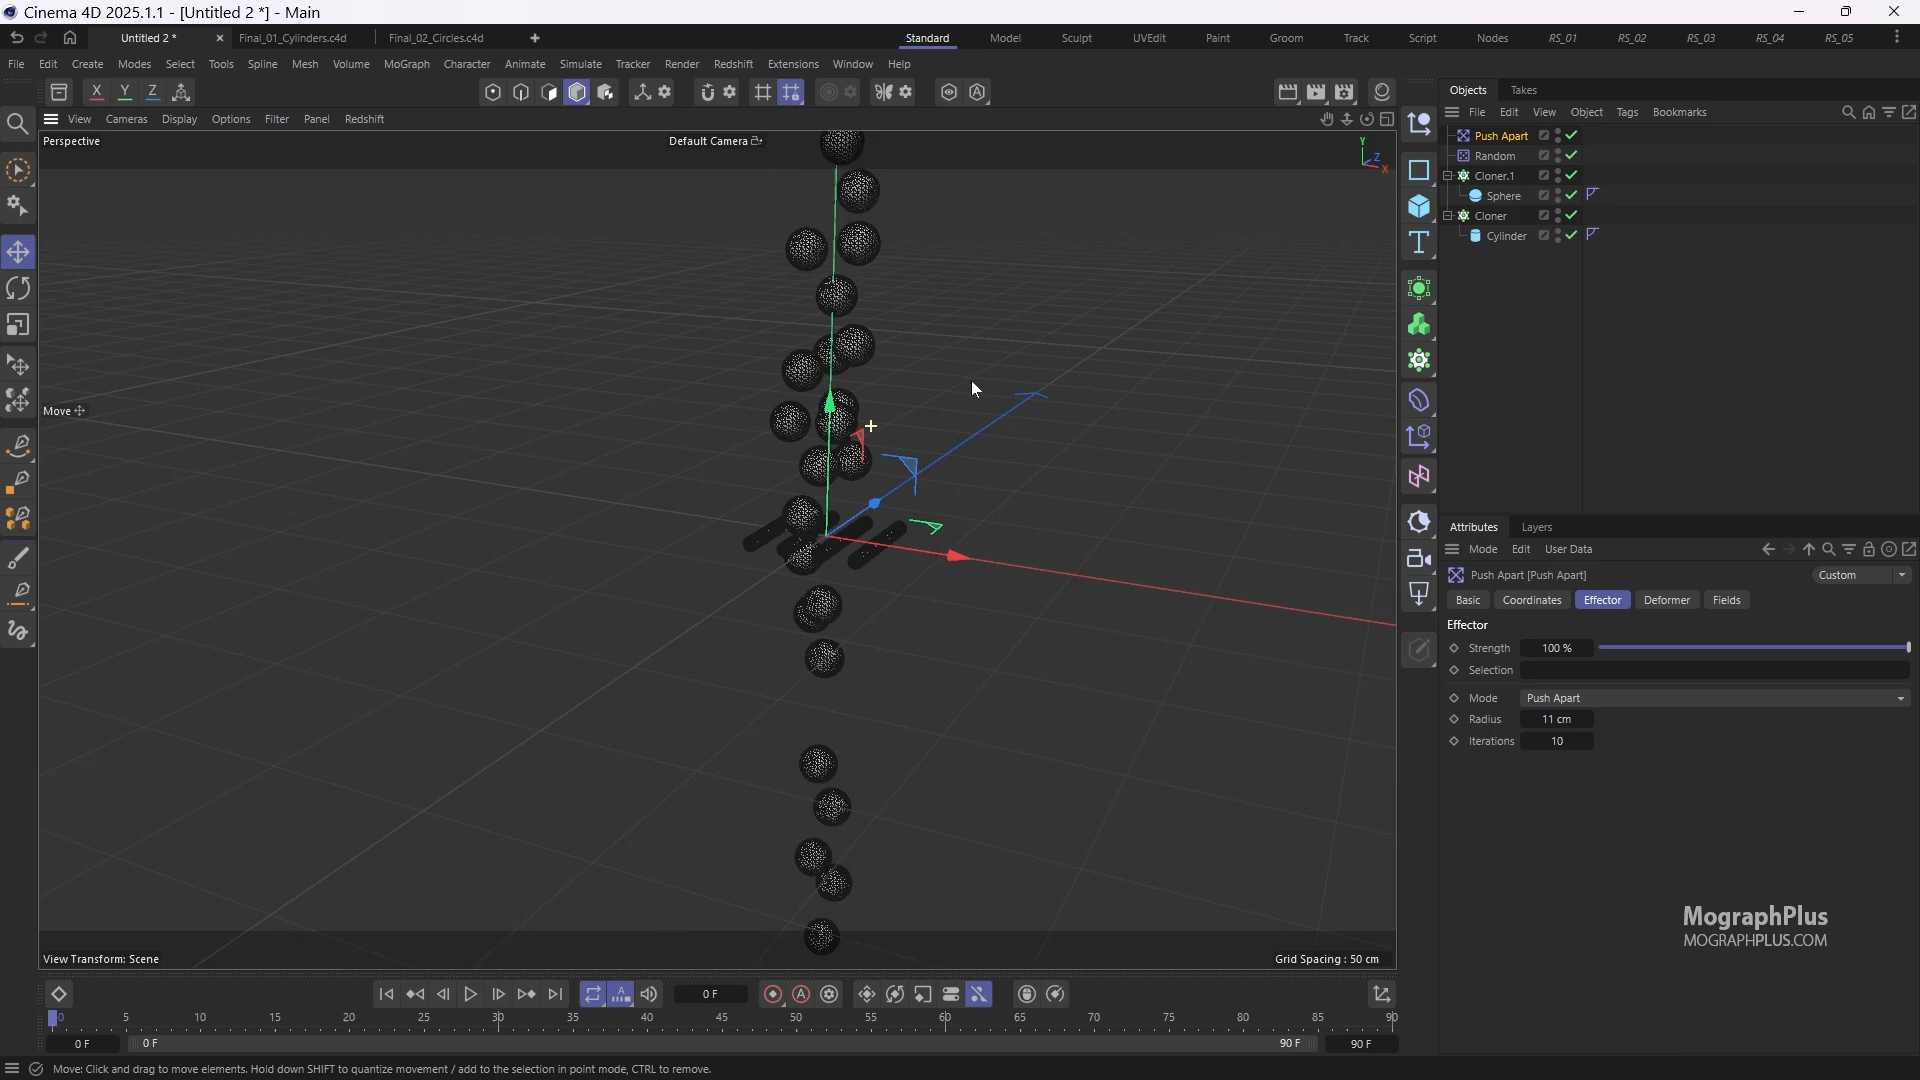 Cinema 4D 2025.1.1 - [Untitled 2 *] - Main
Untitled 2 *
Final_01_Cylinders.c4d
Final_02_Circles.c4d
Standard
Model
Sculpt
UVEdit
Paint
Groom
Track
Script
Nodes
RS_01
RS_02
RS_03
RS_04
RS_05
File Edit Create Modes Select Tools Spline Mesh Volume MoGraph Character Animate Simulate Tracker Render Redshift Extensions Window Help
X Y Z
View Cameras Display Options Filter Panel Redshift
Perspective
Default Camera
Y
Z
X
Move
View Transform: Scene
Grid Spacing : 50 cm
Objects Takes
File Edit View Object Tags Bookmarks
Push Apart
Random
Cloner.1
Sphere
Cloner
Cylinder
Attributes Layers
Mode Edit User Data
Push Apart [Push Apart]
Custom
Basic Coordinates Effector Deformer Fields
Effector
Strength 100 %
Selection
Mode Push Apart
Radius 11 cm
Iterations 10
MographPlus
MOGRAPHPLUS.COM
0 F
0 5 10 15 20 25 30 35 40 45 50 55 60 65 70 75 80 85 90
0 F 0 F 90 F 90 F
Move: Click and drag to move elements. Hold down SHIFT to quantize movement / add to the selection in point mode, CTRL to remove.